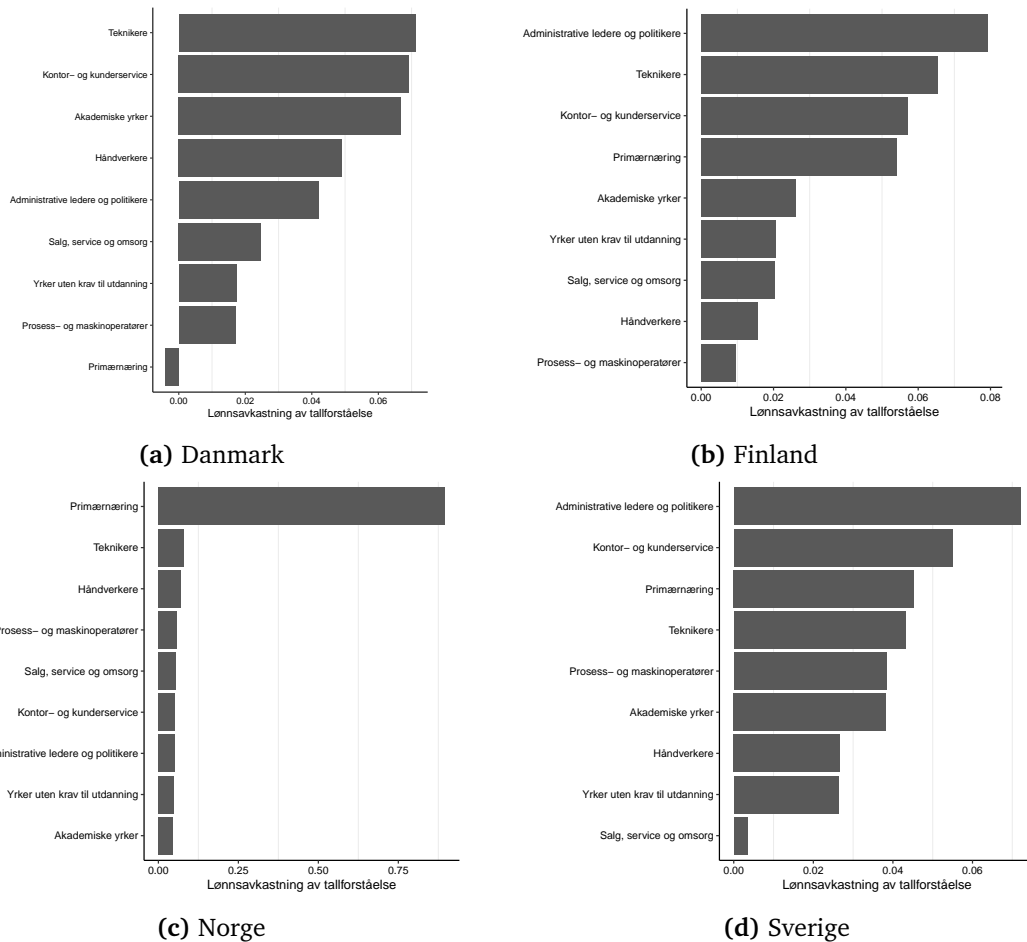 Teknikere
Kontor– og kunderservice
Akademiske yrker
Håndverkere
Administrative ledere og politikere
Salg, service og omsorg
Yrker uten krav til utdanning
Prosess– og maskinoperatører
Primærnæring
0.00 0.02 0.04 0.06
Lønnsavkastning av tallforståelse
(a) Danmark
Administrative ledere og politikere
Teknikere
Kontor– og kunderservice
Primærnæring
Akademiske yrker
Yrker uten krav til utdanning
Salg, service og omsorg
Håndverkere
Prosess– og maskinoperatører
0.00 0.02 0.04 0.06 0.08
Lønnsavkastning av tallforståelse
(b) Finland
Primærnæring
Teknikere
Håndverkere
rosess– og maskinoperatører
Salg, service og omsorg
Kontor– og kunderservice
ministrative ledere og politikere
Yrker uten krav til utdanning
Akademiske yrker
0.00 0.25 0.50 0.75
Lønnsavkastning av tallforståelse
(c) Norge
Administrative ledere og politikere
Kontor– og kunderservice
Primærnæring
Teknikere
Prosess– og maskinoperatører
Akademiske yrker
Håndverkere
Yrker uten krav til utdanning
Salg, service og omsorg
0.00 0.02 0.04 0.06
Lønnsavkastning av tallforståelse
(d) Sverige